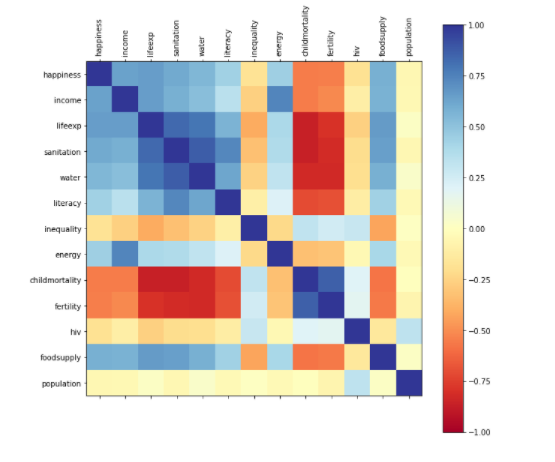 happiness
income
lifeexp
sanitation
water
literacy
inequality
energy
childmortality
fertility
hiv
foodsupply
population
happiness
income
lifeexp
sanitation
water
literacy
inequality
energy
childmortality
fertility
hiv
foodsupply
population
1.00
0.75
0.50
0.25
0.00
−0.25
−0.50
−0.75
−1.00